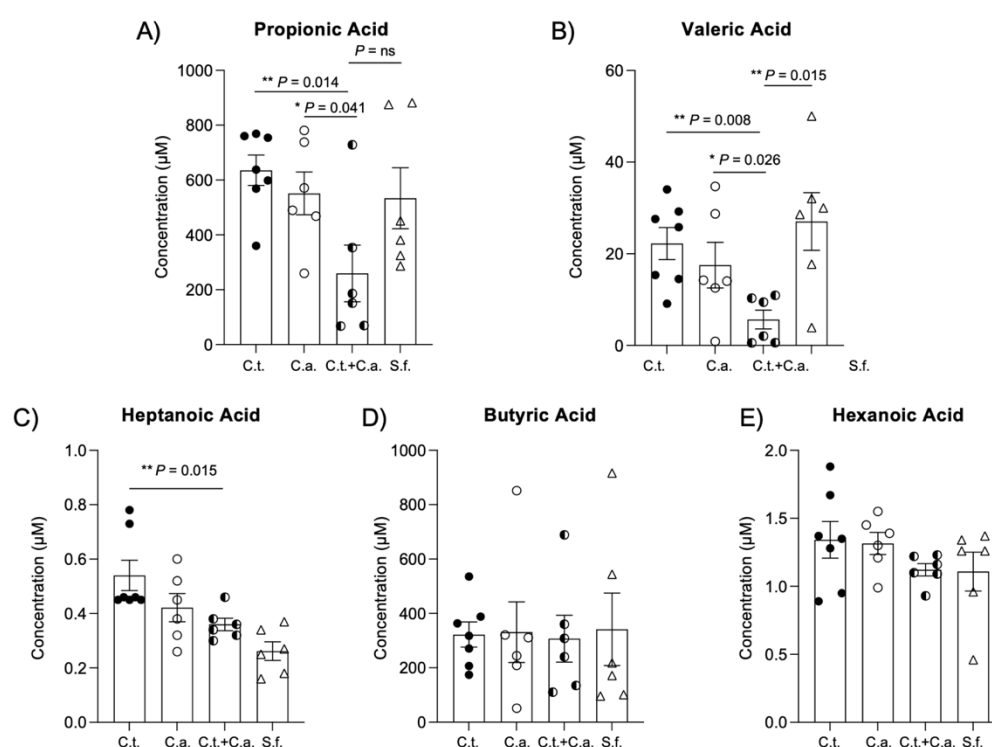 A)
Propionic Acid
P = ns
** P = 0.014
* P = 0.041
Concentration (µM)
1000
800
600
400
200
0
C.t. C.a. C.t.+C.a. S.f.
B)
Valeric Acid
** P = 0.015
** P = 0.008
* P = 0.026
Concentration (µM)
60
40
20
0
C.t. C.a. C.t.+C.a. S.f.
C)
Heptanoic Acid
** P = 0.015
Concentration (µM)
1.0
0.8
0.6
0.4
0.2
0.0
C.t. C.a. C.t.+C.a. S.f.
D)
Butyric Acid
Concentration (µM)
1000
800
600
400
200
0
C.t. C.a. C.t.+C.a. S.f.
E)
Hexanoic Acid
Concentration (µM)
2.0
1.5
1.0
0.5
0.0
C.t. C.a. C.t.+C.a. S.f.